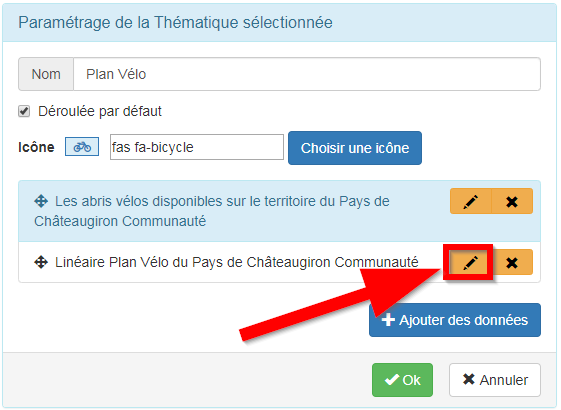 Paramétrage de la Thématique sélectionnée
Nom Plan Vélo
Déroulée par défaut
Icône fas fa-bicycle Choisir une icône
Les abris vélos disponibles sur le territoire du Pays de
Châteaugiron Communauté
Linéaire Plan Vélo du Pays de Châteaugiron Communauté
Ajouter des données
Ok Annuler